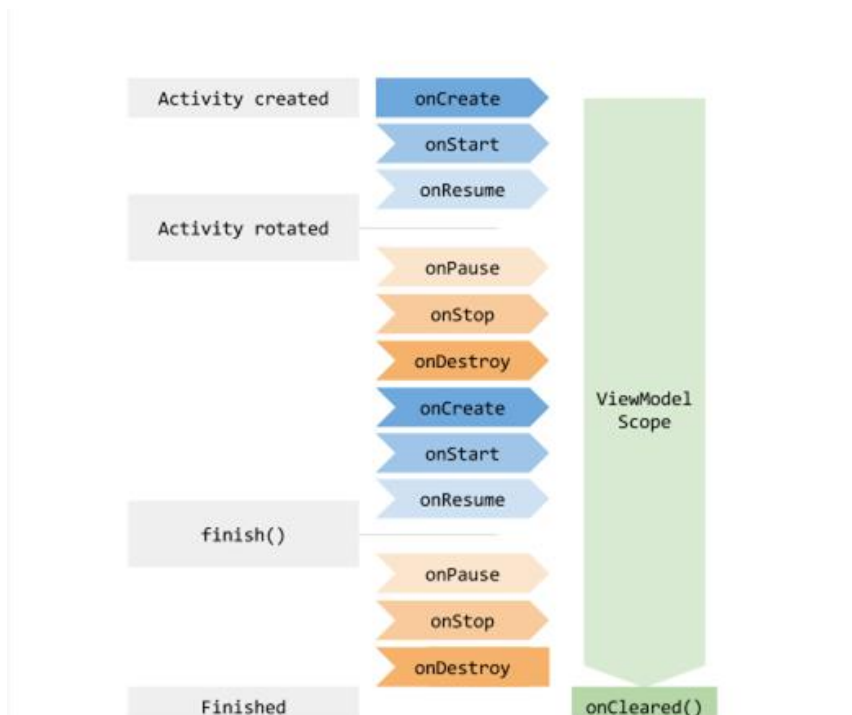 Activity created
onCreate
onStart
onResume
Activity rotated
onPause
onStop
onDestroy
onCreate
onStart
onResume
ViewModel
Scope
finish()
onPause
onStop
onDestroy
Finished
onCleared()